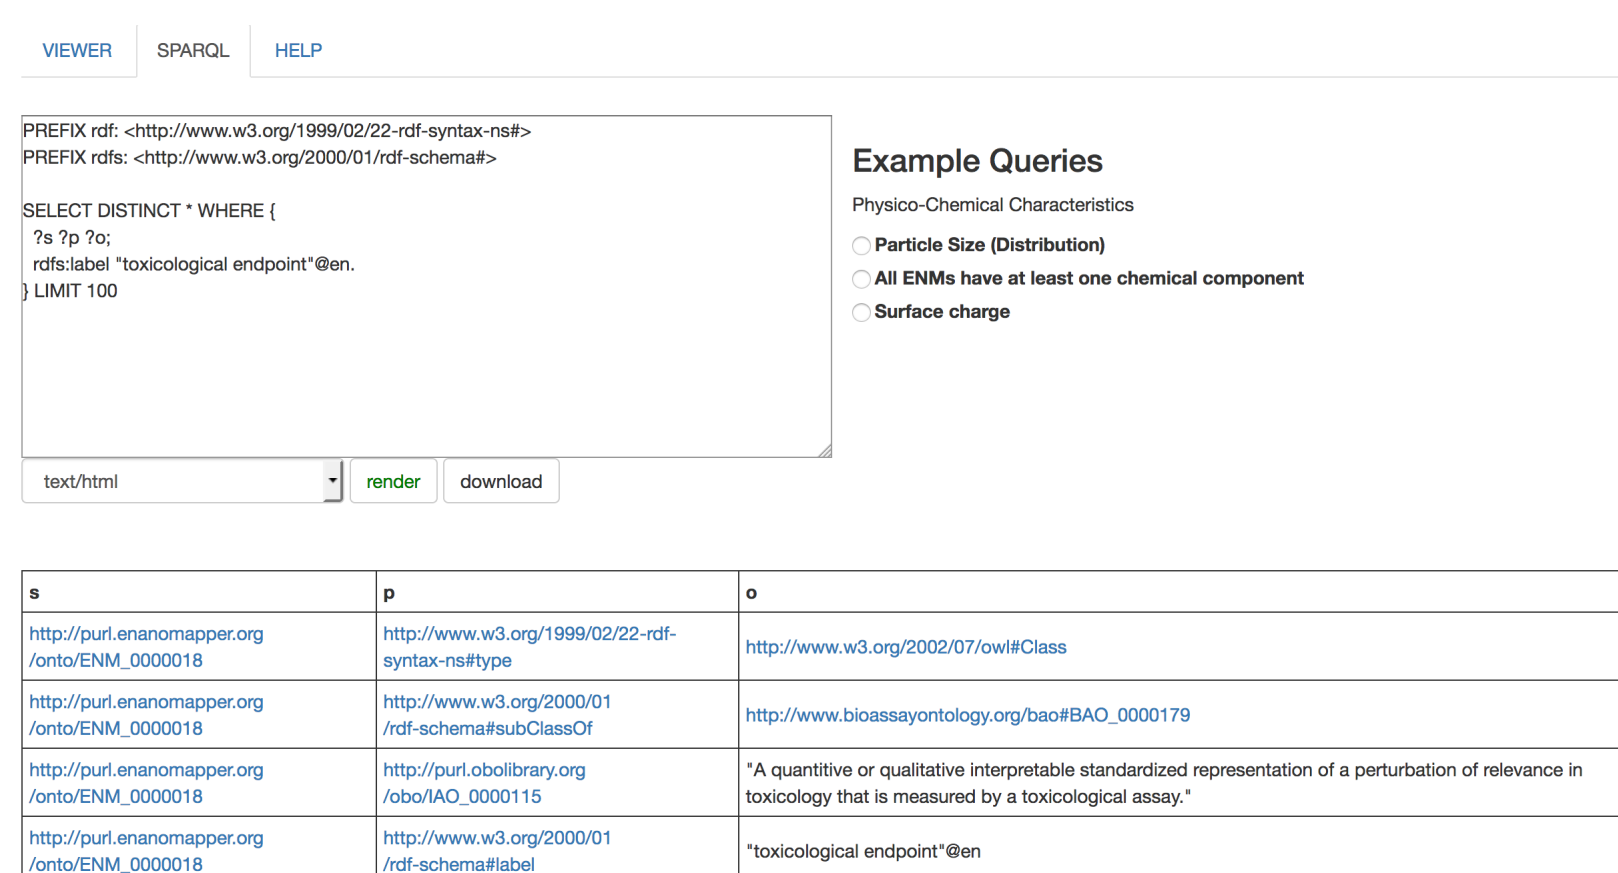 VIEWER SPARQL HELP
PREFIX rdf: <http://www.w3.org/1999/02/22-rdf-syntax-ns#>
PREFIX rdfs: <http://www.w3.org/2000/01/rdf-schema#>
SELECT DISTINCT * WHERE {
?s ?p ?o;
rdfs:label "toxicological endpoint"@en.
} LIMIT 100
Example Queries
Physico-Chemical Characteristics
Particle Size (Distribution)
All ENMs have at least one chemical component
Surface charge
text/html render download
s p o
http://purl.enanomapper.org
/onto/ENM_0000018
http://www.w3.org/1999/02/22-rdf-
syntax-ns#type
http://www.w3.org/2002/07/owl#Class
http://purl.enanomapper.org
/onto/ENM_0000018
http://www.w3.org/2000/01
/rdf-schema#subClassOf
http://www.bioassayontology.org/bao#BAO_0000179
http://purl.enanomapper.org
/onto/ENM_0000018
http://purl.obolibrary.org
/obo/IAO_0000115
"A quantitive or qualitative interpretable standardized representation of a perturbation of relevance in
toxicology that is measured by a toxicological assay."
http://purl.enanomapper.org
/onto/ENM_0000018
http://www.w3.org/2000/01
/rdf-schema#label
"toxicological endpoint"@en